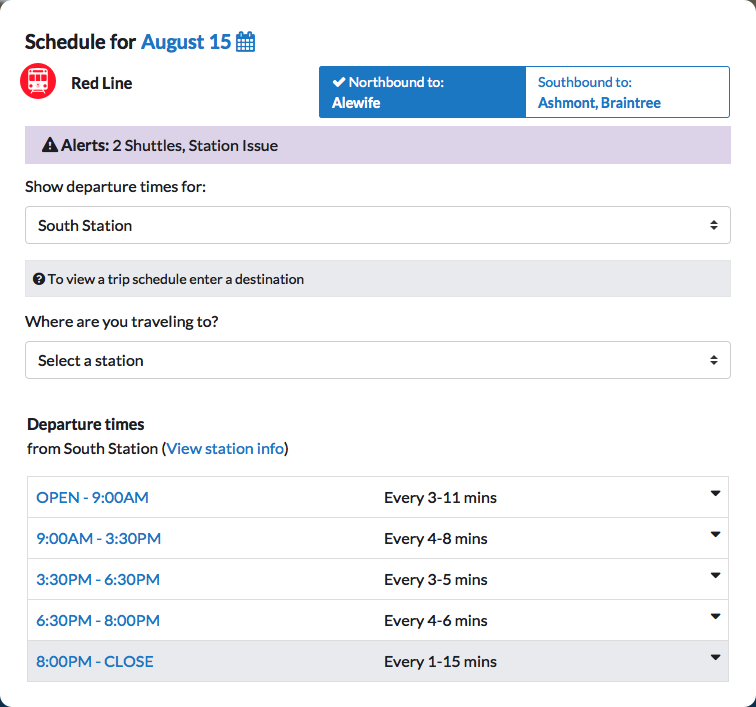 Schedule for August 15
Red Line
Northbound to:
Alewife
Southbound to:
Ashmont, Braintree
Alerts: 2 Shuttles, Station Issue
Show departure times for:
South Station
To view a trip schedule enter a destination
Where are you traveling to?
Select a station
Departure times
from South Station (View station info)
OPEN - 9:00AM Every 3-11 mins
9:00AM - 3:30PM Every 4-8 mins
3:30PM - 6:30PM Every 3-5 mins
6:30PM - 8:00PM Every 4-6 mins
8:00PM - CLOSE Every 1-15 mins